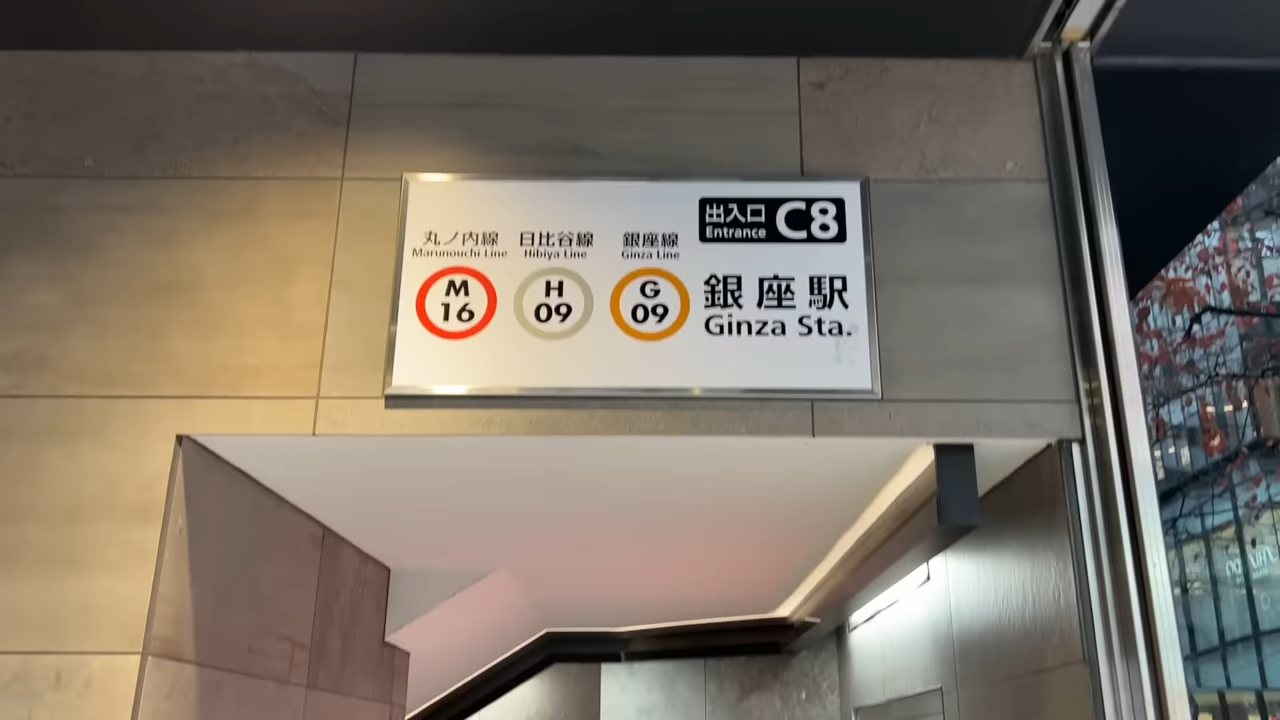 出入口
Entrance
C8
丸ノ内線
Marunouchi Line
日比谷線
Hibiya Line
銀座線
Ginza Line
M
16
H
09
G
09
銀座駅
Ginza Sta.